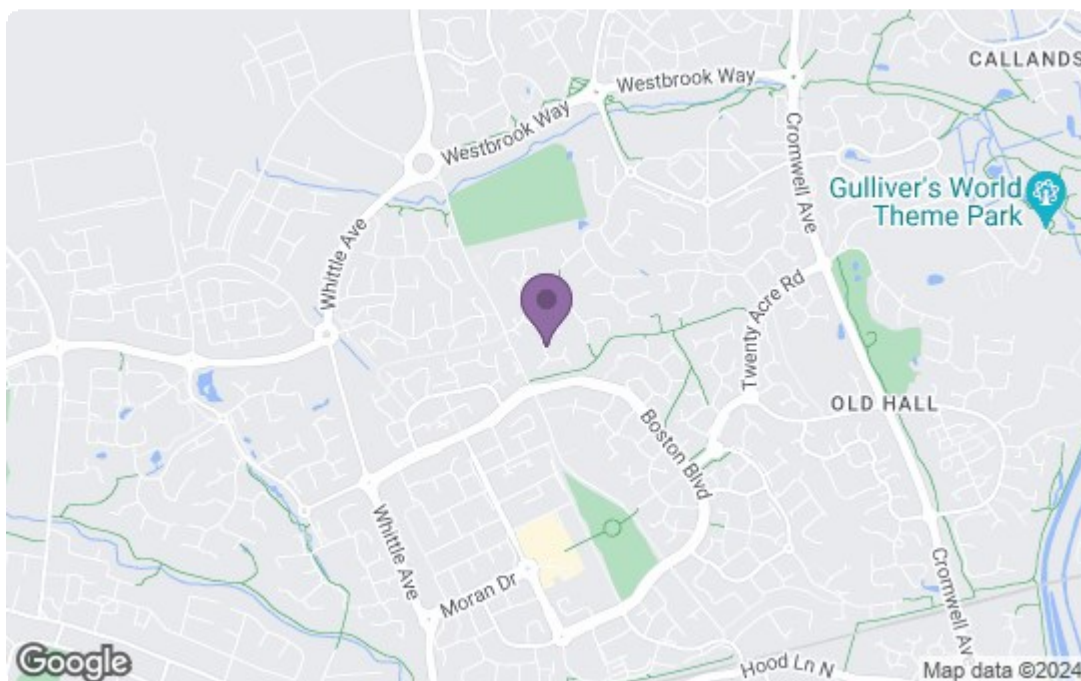 CALLANDS
Westbrook Way
Westbrook Way
Cromwell Ave
Gulliver's World
Theme Park
Whittle Ave
Twenty Acre Rd
OLD HALL
Boston Blvd
Whittle Ave
Moran Dr
Cromwell Av
Hood Ln N
Google
Map data ©2024